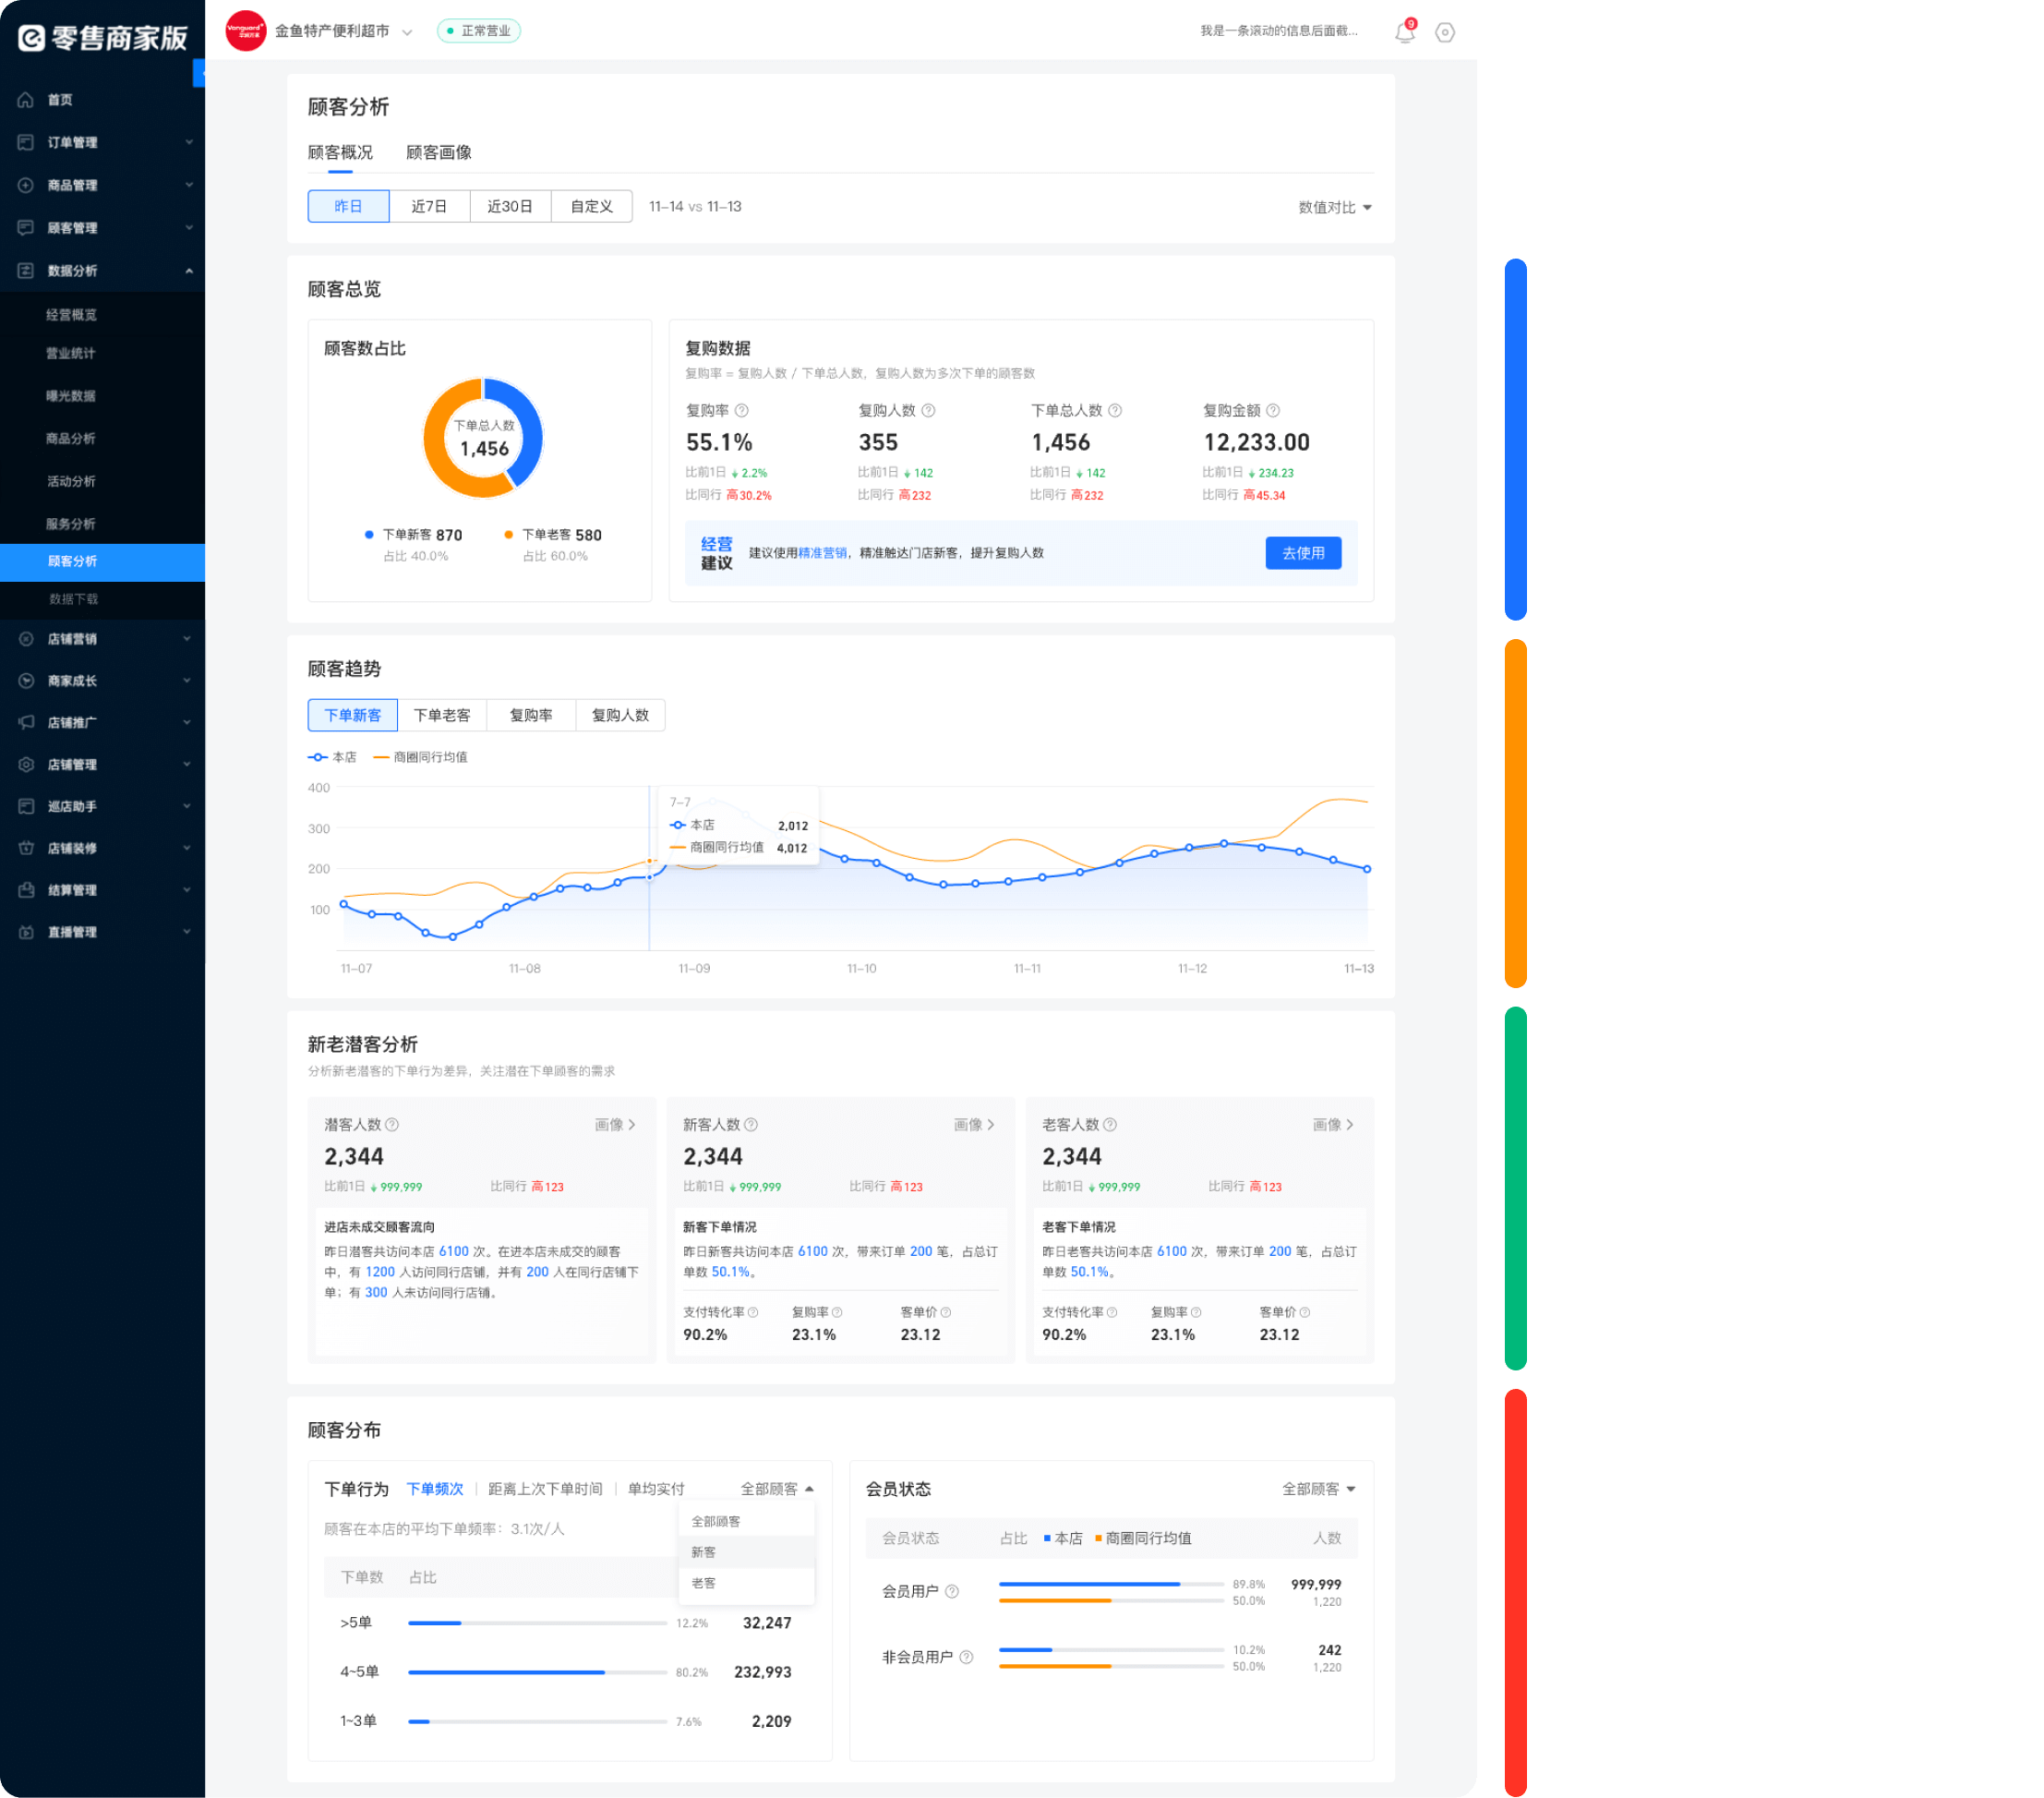 零售商家版
首页
订单管理
商品管理
顾客管理
数据分析
经营概览
营业统计
曝光数据
商品分析
活动分析
服务分析
顾客分析
数据下载
店铺营销
商家成长
店铺推广
店铺管理
巡店助手
店铺装修
结算管理
直播管理
Vanguard
华润万家
金鱼特产便利超市
正常营业
我是一条滚动的信息后面截...
9
顾客分析
顾客概况 顾客画像
昨日 近7日 近30日 自定义 11-14 vs 11-13 数值对比
顾客总览
顾客数占比
下单总人数
1,456
下单新客 870 下单老客 580
占比 40.0% 占比 60.0%
复购数据
复购率 = 复购人数 / 下单总人数，复购人数为多次下单的顾客数
复购率 复购人数 下单总人数 复购金额
55.1% 355 1,456 12,233.00
比前1日 2.2% 比前1日 142 比前1日 142 比前1日 234.23
比同行 高30.2% 比同行 高232 比同行 高232 比同行 高45.34
经营
建议
建议使用精准营销，精准触达门店新客，提升复购人数
去使用
顾客趋势
下单新客 下单老客 复购率 复购人数
本店 商圈同行均值
400
300
200
100
7-7
本店 2,012
商圈同行均值 4,012
11-07 11-08 11-09 11-10 11-11 11-12 11-13
新老潜客分析
分析新老潜客的下单行为差异，关注潜在下单顾客的需求
潜客人数 画像
2,344
比前1日 999,999 比同行 高123
进店未成交顾客流向
昨日潜客共访问本店 6100 次。在进本店未成交的顾客
中，有 1200 人访问同行店铺，并有 200 人在同行店铺下
单；有 300 人未访问同行店铺。
新客人数 画像
2,344
比前1日 999,999 比同行 高123
新客下单情况
昨日新客共访问本店 6100 次，带来订单 200 笔，占总订
单数 50.1%。
支付转化率 复购率 客单价
90.2% 23.1% 23.12
老客人数 画像
2,344
比前1日 999,999 比同行 高123
老客下单情况
昨日老客共访问本店 6100 次，带来订单 200 笔，占总订
单数 50.1%。
支付转化率 复购率 客单价
90.2% 23.1% 23.12
顾客分布
下单行为 下单频次 距离上次下单时间 单均实付 全部顾客
顾客在本店的平均下单频率：3.1次/人
全部顾客
新客
老客
下单数 占比
>5单 12.2% 32,247
4~5单 80.2% 232,993
1~3单 7.6% 2,209
会员状态 全部顾客
会员状态 占比 本店 商圈同行均值 人数
会员用户 89.8% 999,999
50.0% 1,220
非会员用户 10.2% 242
50.0% 1,220